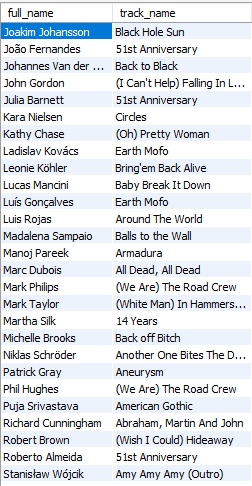 full_name track_name
Joakim Johansson Black Hole Sun
João Fernandes 51st Anniversary
Johannes Van der ... Back to Black
John Gordon (I Can't Help) Falling In L...
Julia Barnett 51st Anniversary
Kara Nielsen Circles
Kathy Chase (Oh) Pretty Woman
Ladislav Kovács Earth Mofo
Leonie Köhler Bring'em Back Alive
Lucas Mancini Baby Break It Down
Luís Gonçalves Earth Mofo
Luis Rojas Around The World
Madalena Sampaio Balls to the Wall
Manoj Pareek Armadura
Marc Dubois All Dead, All Dead
Mark Philips (We Are) The Road Crew
Mark Taylor (White Man) In Hammers...
Martha Silk 14 Years
Michelle Brooks Back off Bitch
Niklas Schröder Another One Bites The D...
Patrick Gray Aneurysm
Phil Hughes (We Are) The Road Crew
Puja Srivastava American Gothic
Richard Cunningham Abraham, Martin And John
Robert Brown (Wish I Could) Hideaway
Roberto Almeida 51st Anniversary
Stanisław Wójcik Amy Amy Amy (Outro)